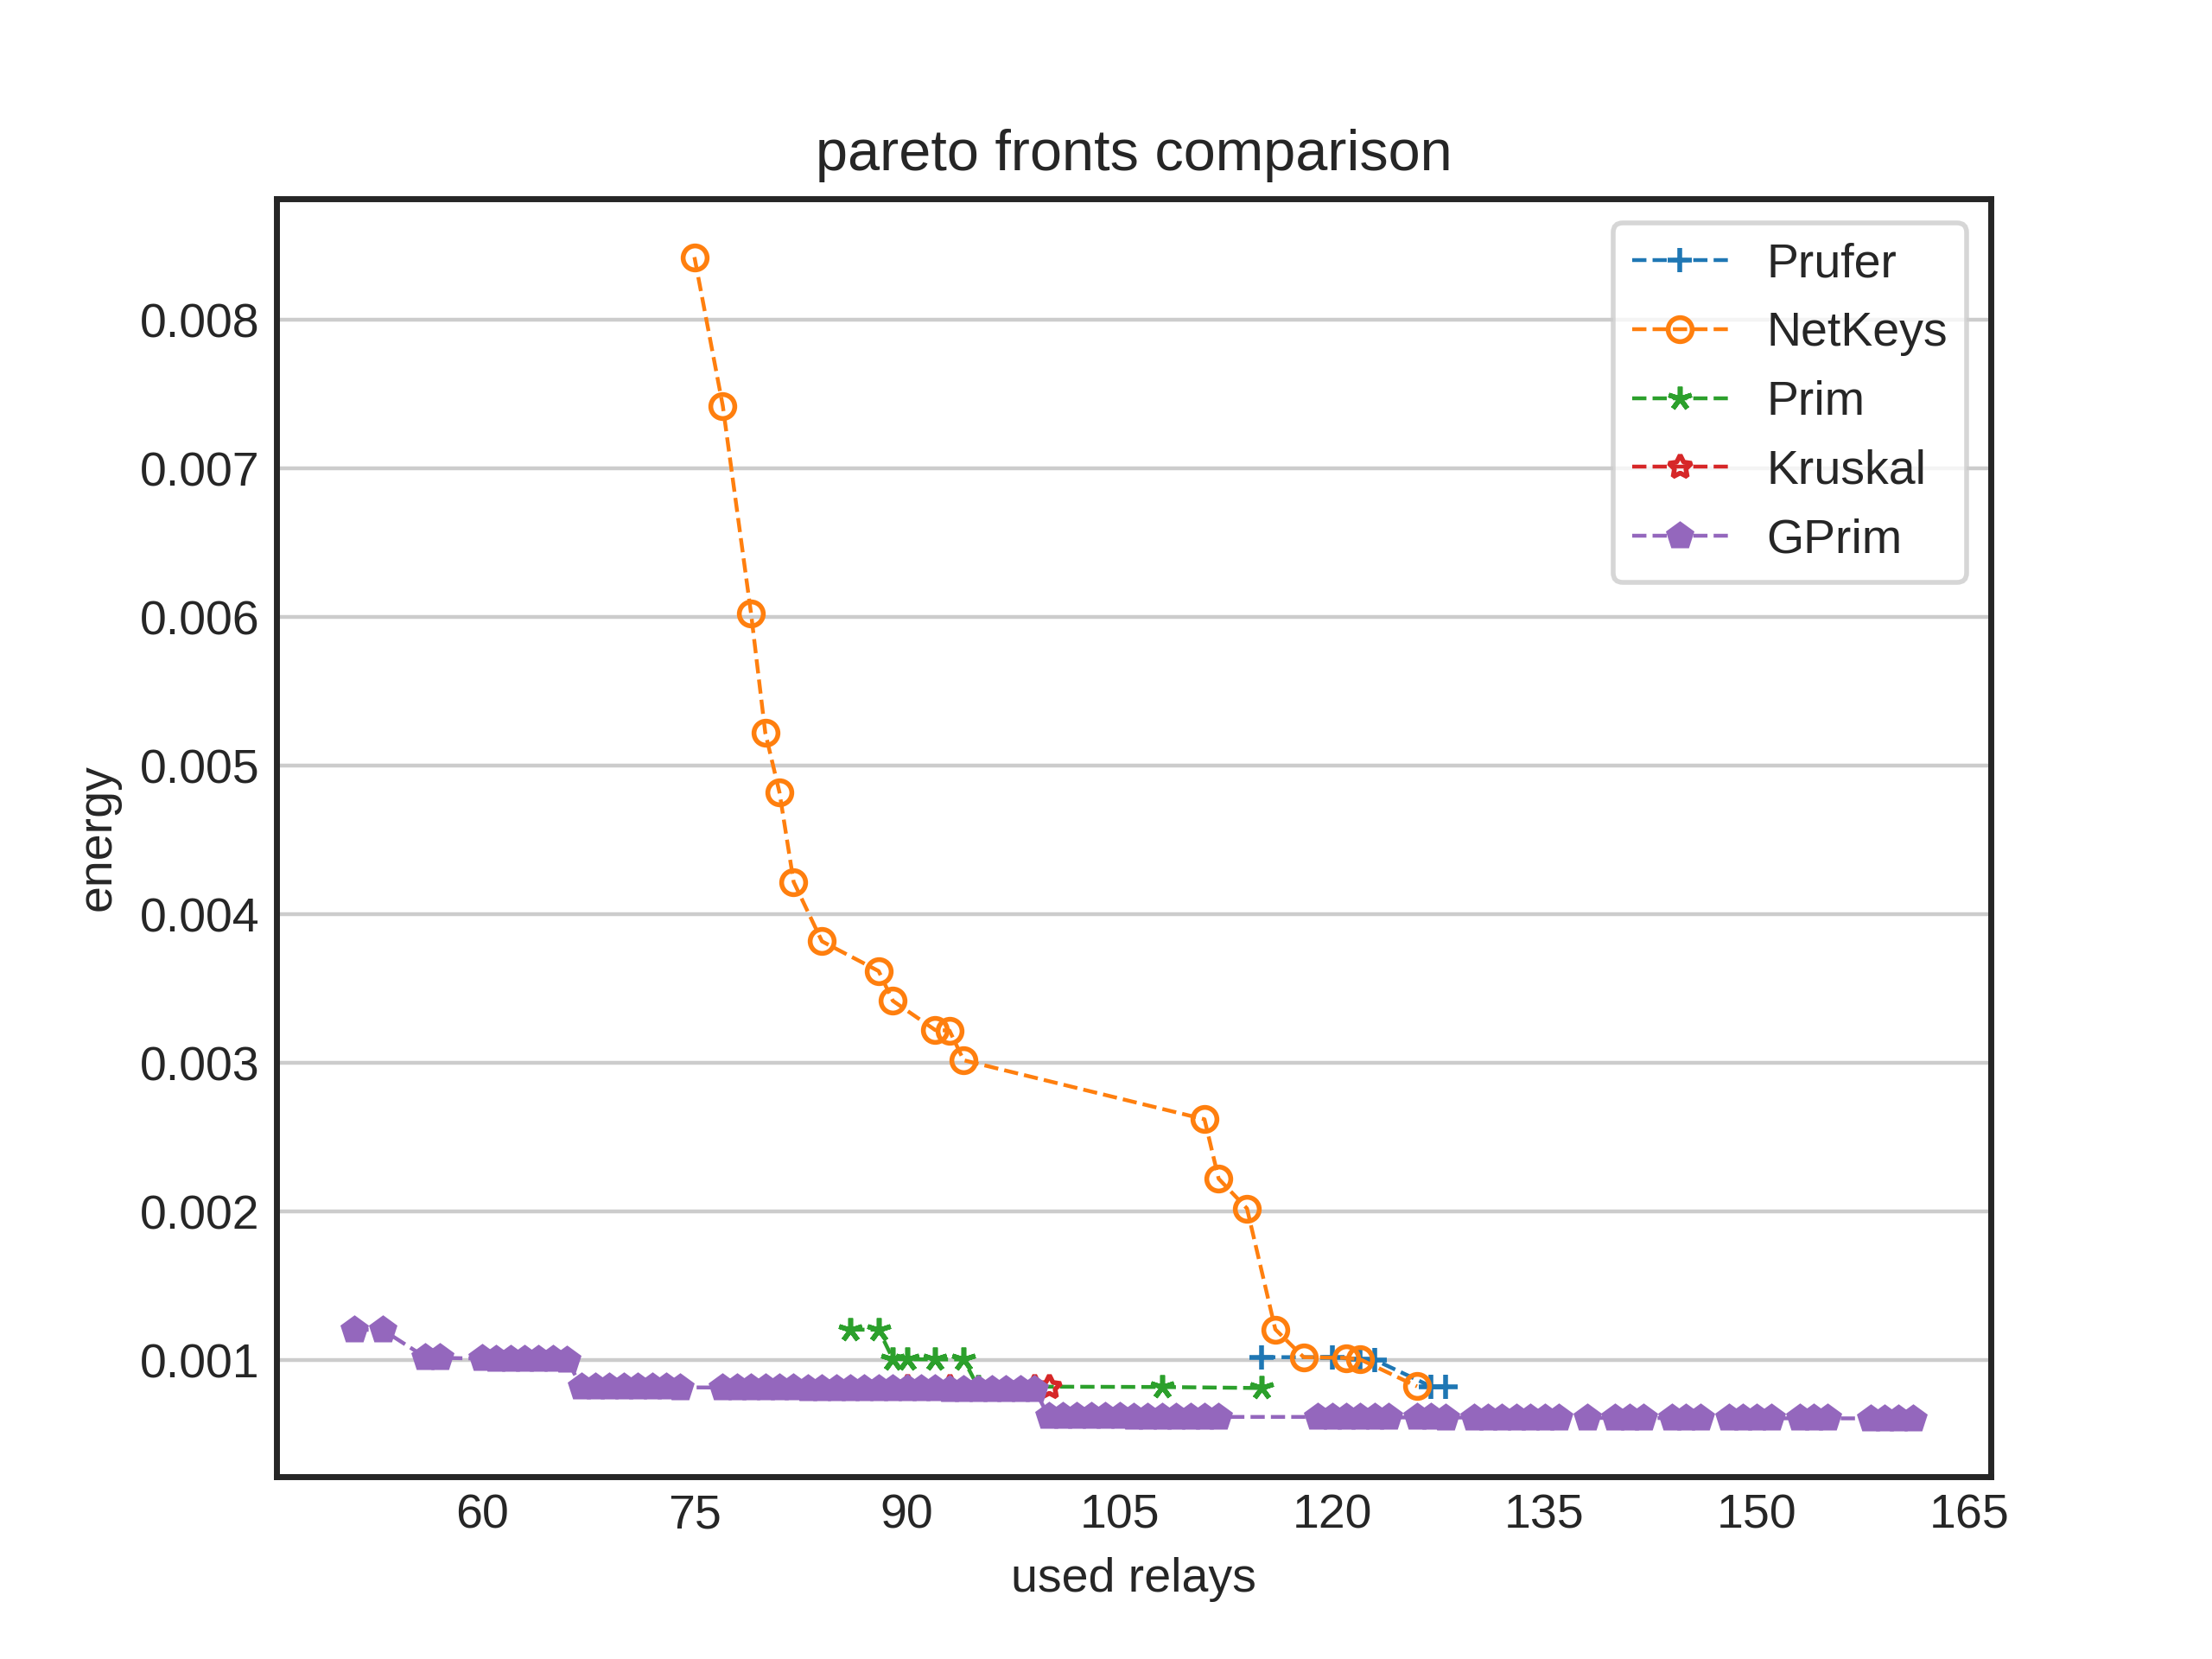 pareto fronts comparison
Prufer
NetKeys
Prim
Kruskal
GPrim
0.008
0.007
0.006
0.005
0.004
0.003
0.002
0.001
energy
60 75 90 105 120 135 150 165
used relays